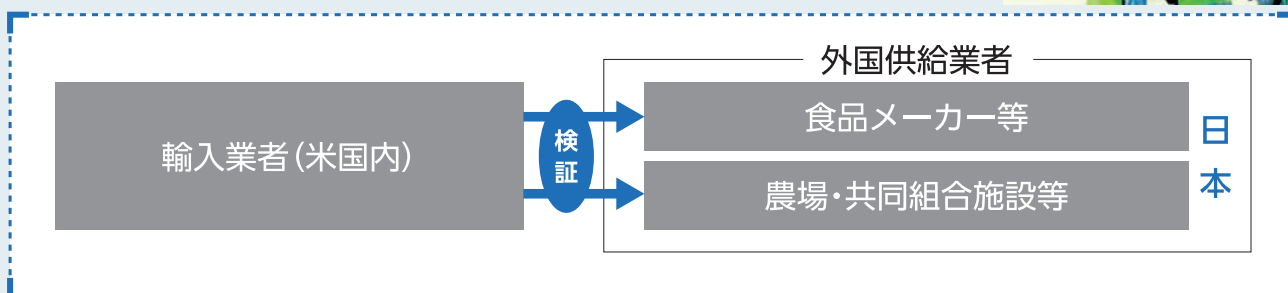 外国供給業者
輸入業者(米国内)
検証
食品メーカー等
農場・共同組合施設等
日本